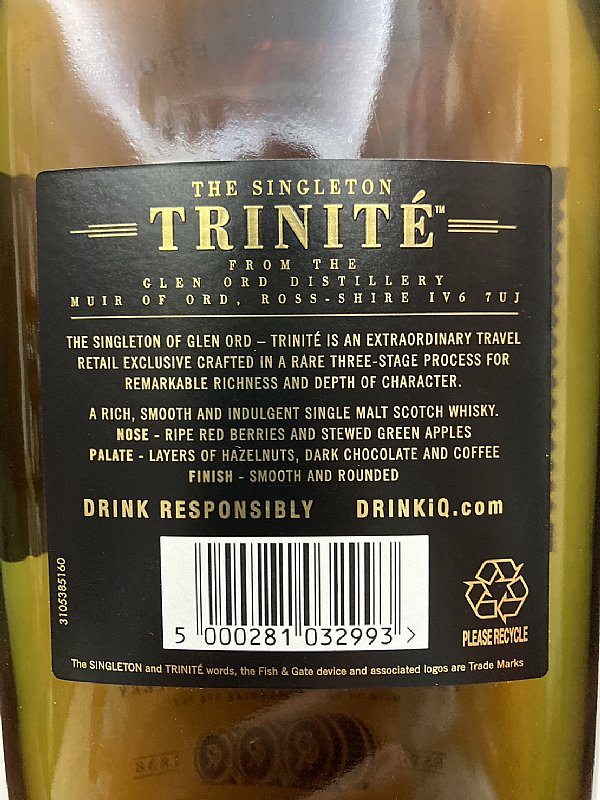 THE SINGLETON
TRINITÉ™
FROM THE
GLEN ORD DISTILLERY
MUIR OF ORD, ROSS-SHIRE IV6 7UJ
THE SINGLETON OF GLEN ORD – TRINITÉ IS AN EXTRAORDINARY TRAVEL
RETAIL EXCLUSIVE CRAFTED IN A RARE THREE-STAGE PROCESS FOR
REMARKABLE RICHNESS AND DEPTH OF CHARACTER.
A RICH, SMOOTH AND INDULGENT SINGLE MALT SCOTCH WHISKY.
NOSE - RIPE RED BERRIES AND STEWED GREEN APPLES
PALATE - LAYERS OF HAZELNUTS, DARK CHOCOLATE AND COFFEE
FINISH - SMOOTH AND ROUNDED
DRINK RESPONSIBLY DRINKiQ.com
3105385160
5 000281 032993 >
PLEASE RECYCLE
The SINGLETON and TRINITÉ words, the Fish & Gate device and associated logos are Trade Marks